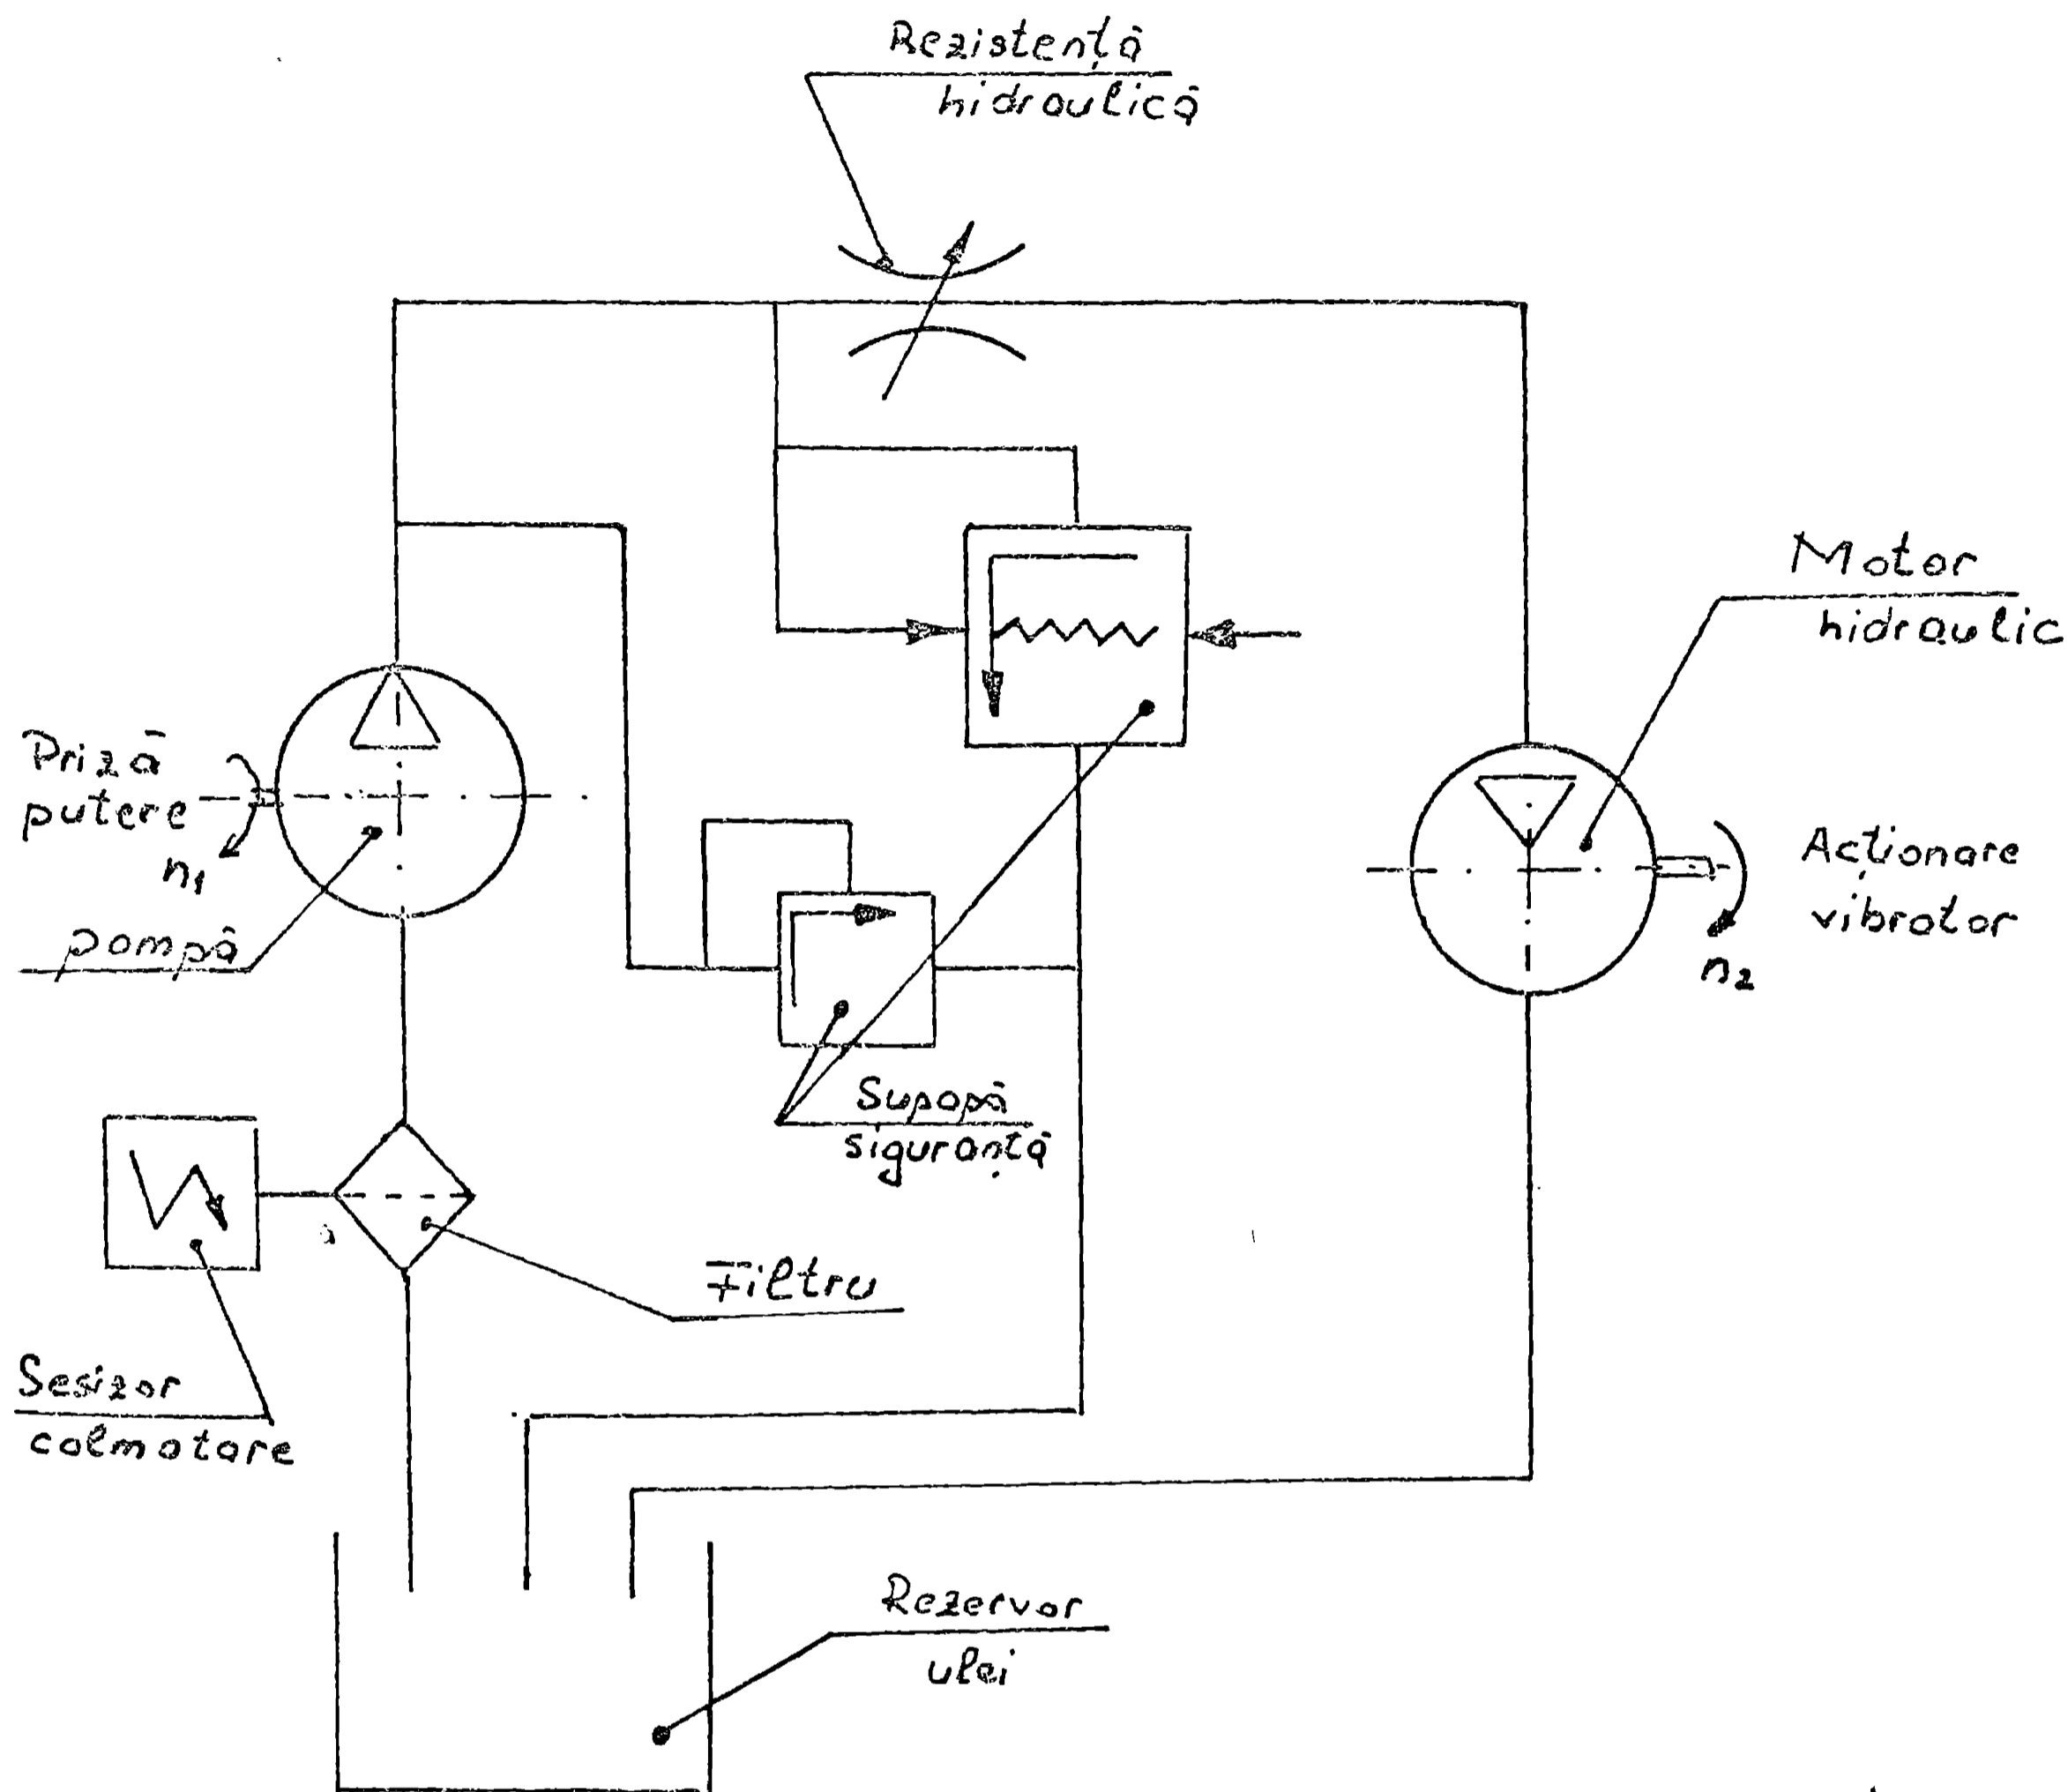 Rezistență
hidraulică
Motor
hidraulic
Priză
putere
n1
pompă
Acționare
vibrator
n2
Supapă
siguranță
Filtru
Sesizor
colmatare
Rezervor
ulei